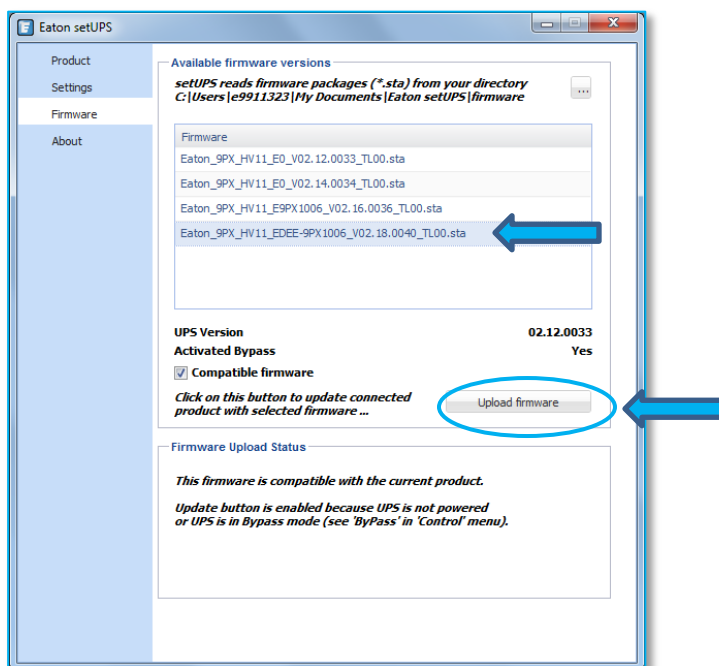 Eaton setUPS
Product
Settings
Firmware
About
Available firmware versions
setUPS reads firmware packages (*.sta) from your directory
C:|Users|e9911323|My Documents|Eaton setUPS|firmware
...
Firmware
Eaton_9PX_HV11_E0_V02.12.0033_TL00.sta
Eaton_9PX_HV11_E0_V02.14.0034_TL00.sta
Eaton_9PX_HV11_E9PX1006_V02.16.0036_TL00.sta
Eaton_9PX_HV11_EDEE-9PX1006_V02.18.0040_TL00.sta
UPS Version 02.12.0033
Activated Bypass Yes
Compatible firmware
Click on this button to update connected
product with selected firmware ...
Upload firmware
Firmware Upload Status
This firmware is compatible with the current product.
Update button is enabled because UPS is not powered
or UPS is in Bypass mode (see 'ByPass' in 'Control' menu).